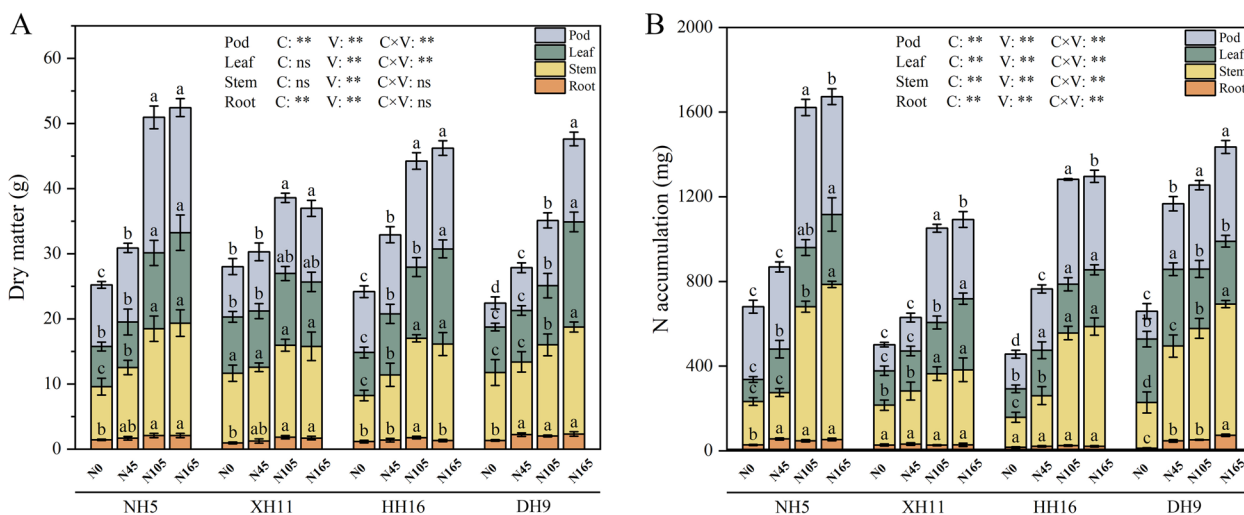 A
B
Dry matter (g)
60
50
40
30
20
10
0
Pod C: ** V: ** C×V: **
Leaf C: ns V: ** C×V: **
Stem C: ns V: ** C×V: ns
Root C: ** V: ** C×V: ns
Pod
Leaf
Stem
Root
c b a a b b a a c b a a d c b a
b b a a b b ab ab c b a a c c b a
c b a a a a a a c b a a b b a a
b ab a a b ab a a b b a b b a a a
N0 N45 N105 N165 N0 N45 N105 N165 N0 N45 N105 N165 N0 N45 N105 N165
NH5 XH11 HH16 DH9
N accumulation (mg)
2000
1600
1200
800
400
0
Pod C: ** V: ** C×V: **
Leaf C: ** V: ** C×V: **
Stem C: ** V: ** C×V: **
Root C: ** V: ** C×V: **
Pod
Leaf
Stem
Root
N0 N45 N105 N165 N0 N45 N105 N165 N0 N45 N105 N165 N0 N45 N105 N165
NH5 XH11 HH16 DH9